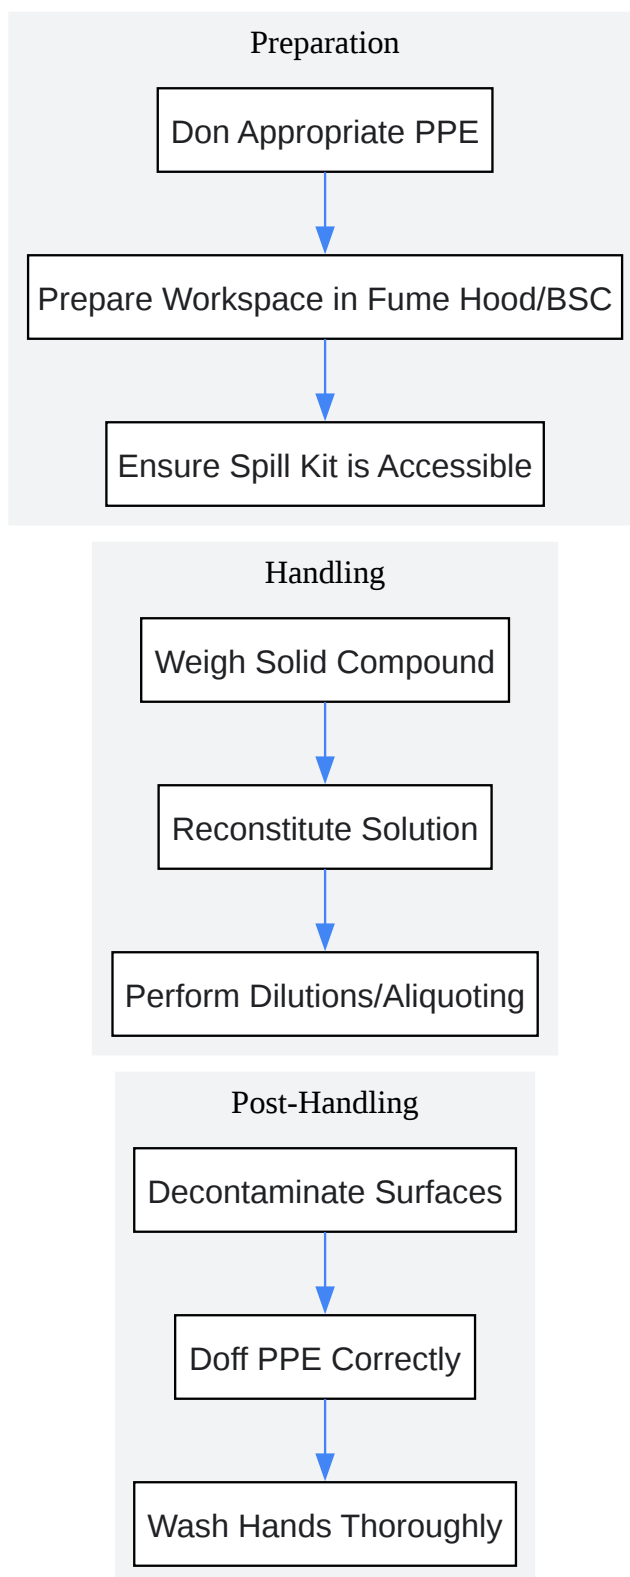 Preparation
Don Appropriate PPE
Prepare Workspace in Fume Hood/BSC
Ensure Spill Kit is Accessible
Handling
Weigh Solid Compound
Reconstitute Solution
Perform Dilutions/Aliquoting
Post-Handling
Decontaminate Surfaces
Doff PPE Correctly
Wash Hands Thoroughly